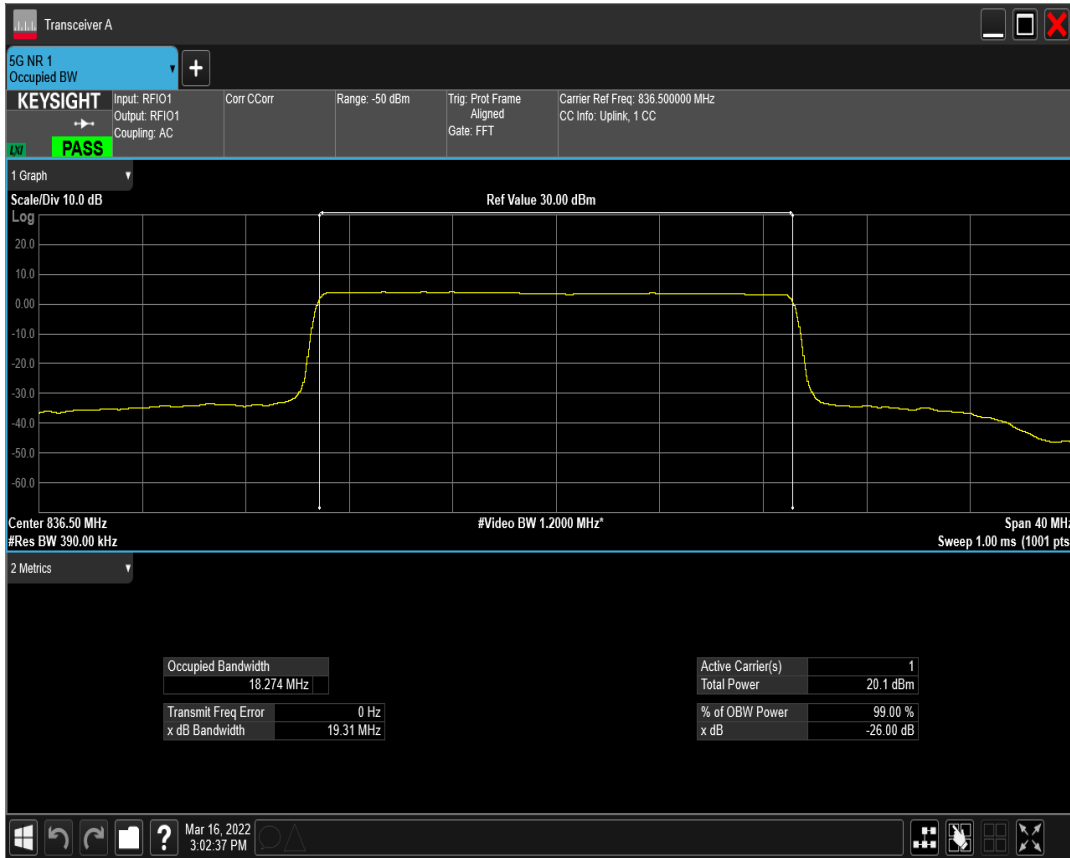 Transceiver A
5G NR 1
Occupied BW
KEYSIGHT
LXI
PASS
Input: RFIO1
Output: RFIO1
Coupling: AC
Corr CCorr
Range: -50 dBm
Trig: Prot Frame
Aligned
Gate: FFT
Carrier Ref Freq: 836.500000 MHz
CC Info: Uplink, 1 CC
1 Graph
Scale/Div 10.0 dB
Ref Value 30.00 dBm
Log
20.0
10.0
0.00
-10.0
-20.0
-30.0
-40.0
-50.0
-60.0
Center 836.50 MHz
#Video BW 1.2000 MHz*
Span 40 MHz
#Res BW 390.00 kHz
Sweep 1.00 ms (1001 pts
2 Metrics
Occupied Bandwidth
18.274 MHz
Transmit Freq Error 0 Hz
x dB Bandwidth 19.31 MHz
Active Carrier(s) 1
Total Power 20.1 dBm
% of OBW Power 99.00 %
x dB -26.00 dB
?
Mar 16, 2022
3:02:37 PM